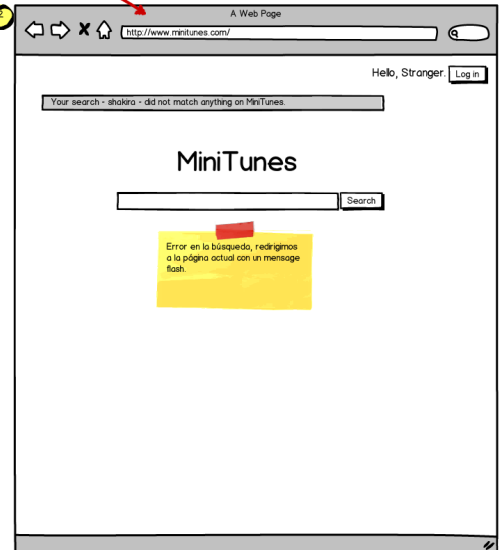 2
A Web Page
http://www.minitunes.com/
Hello, Stranger. Log in
Your search - shakira - did not match anything on MiniTunes.
MiniTunes
Search
Error en la búsqueda, redirigimos
a la página actual con un mensage
flash.